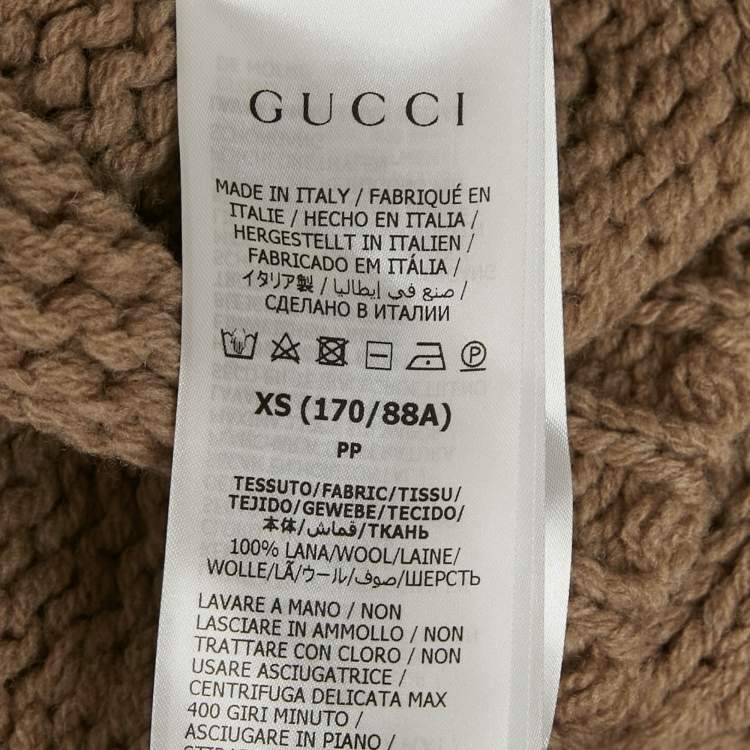 GUCCI
MADE IN ITALY / FABRIQUÉ EN
ITALIE / HECHO EN ITALIA /
HERGESTELLT IN ITALIEN /
FABRICADO EM ITÁLIA /
イタリア製 / صنع في إيطاليا /
СДЕЛАНО В ИТАЛИИ
P
XS (170/88A)
PP
TESSUTO/FABRIC/TISSU/
TEJIDO/GEWEBE/TECIDO/
本体/قماش/ТКАНЬ
100% LANA/WOOL/LAINE/
WOLLE/LÃ/ウール/صوف/ШЕРСТЬ
LAVARE A MANO / NON
LASCIARE IN AMMOLLO / NON
TRATTARE CON CLORO / NON
USARE ASCIUGATRICE /
CENTRIFUGA DELICATA MAX
400 GIRI MINUTO /
ASCIUGARE IN PIANO /